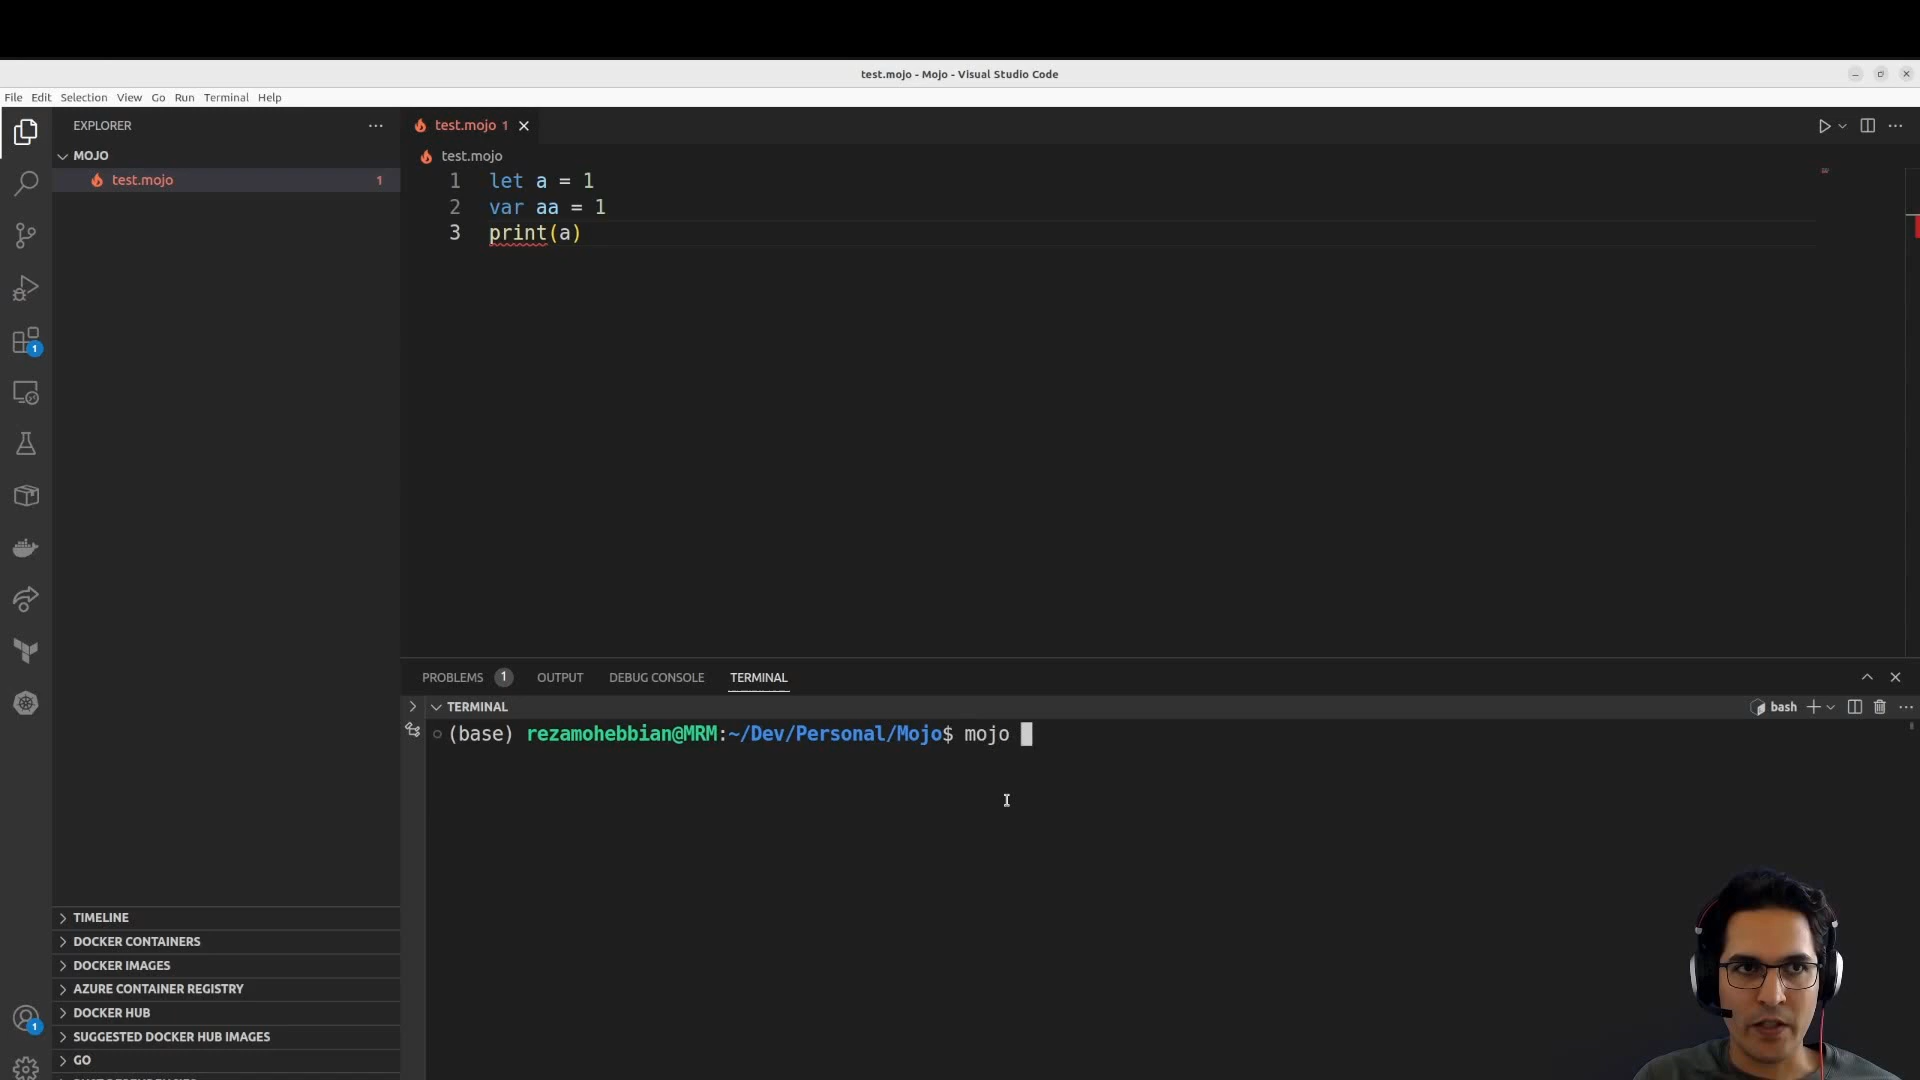 test.mojo - Mojo - Visual Studio Code
File Edit Selection View Go Run Terminal Help
EXPLORER
MOJO
test.mojo 1
1
1
TIMELINE
DOCKER CONTAINERS
DOCKER IMAGES
AZURE CONTAINER REGISTRY
DOCKER HUB
SUGGESTED DOCKER HUB IMAGES
GO
test.mojo 1
test.mojo
1 let a = 1
2 var aa = 1
3 print(a)
PROBLEMS 1 OUTPUT DEBUG CONSOLE TERMINAL
TERMINAL
bash
(base) rezamohebbian@MRM:~/Dev/Personal/Mojo$ mojo